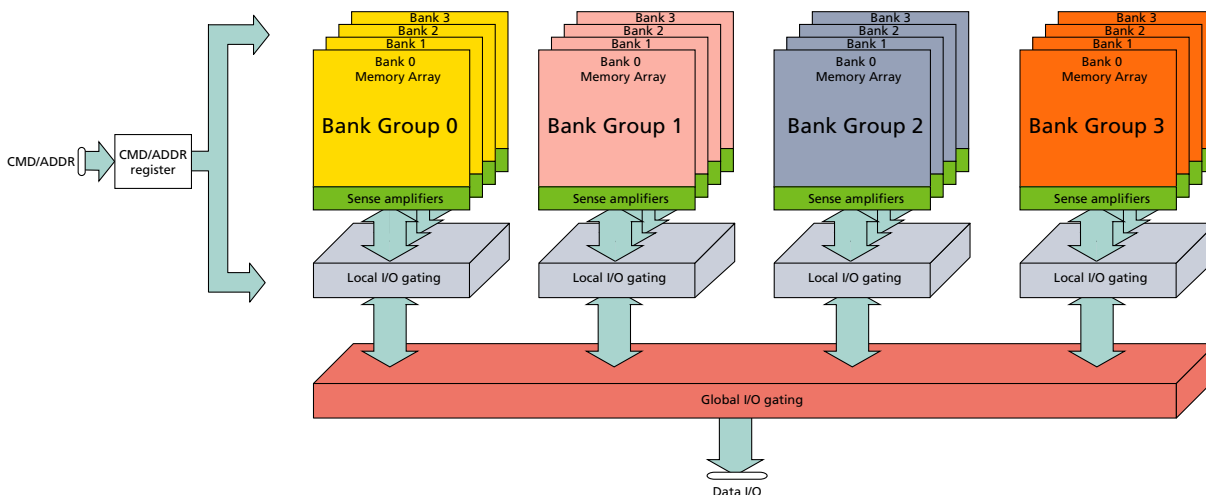 Bank 3
Bank 2
Bank 1
Bank 0
Memory Array
Bank Group 0
Sense amplifiers
Local I/O gating
Bank 3
Bank 2
Bank 1
Bank 0
Memory Array
Bank Group 1
Sense amplifiers
Local I/O gating
Bank 3
Bank 2
Bank 1
Bank 0
Memory Array
Bank Group 2
Sense amplifiers
Local I/O gating
Bank 3
Bank 2
Bank 1
Bank 0
Memory Array
Bank Group 3
Sense amplifiers
Local I/O gating
CMD/ADDR
CMD/ADDR
register
Global I/O gating
Data I/O